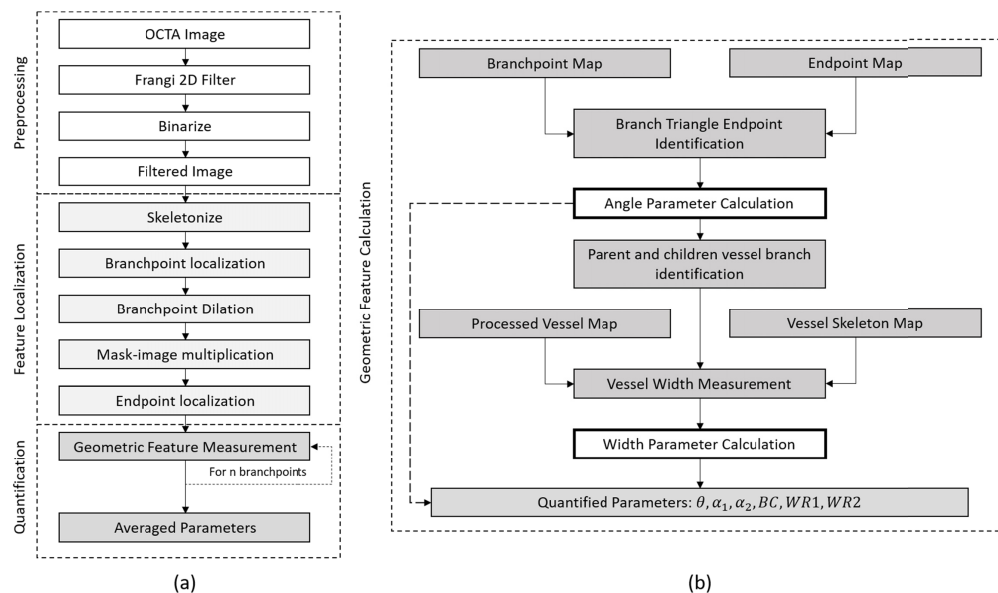 Preprocessing
OCTA Image
Frangi 2D Filter
Binarize
Filtered Image
Feature Localization
Skeletonize
Branchpoint localization
Branchpoint Dilation
Mask-image multiplication
Endpoint localization
Quantification
Geometric Feature Measurement
For n branchpoints
Averaged Parameters
(a)
Geometric Feature Calculation
Branchpoint Map
Endpoint Map
Branch Triangle Endpoint
Identification
Angle Parameter Calculation
Parent and children vessel branch
identification
Processed Vessel Map
Vessel Skeleton Map
Vessel Width Measurement
Width Parameter Calculation
Quantified Parameters: θ, α₁, α₂, BC, WR1, WR2
(b)